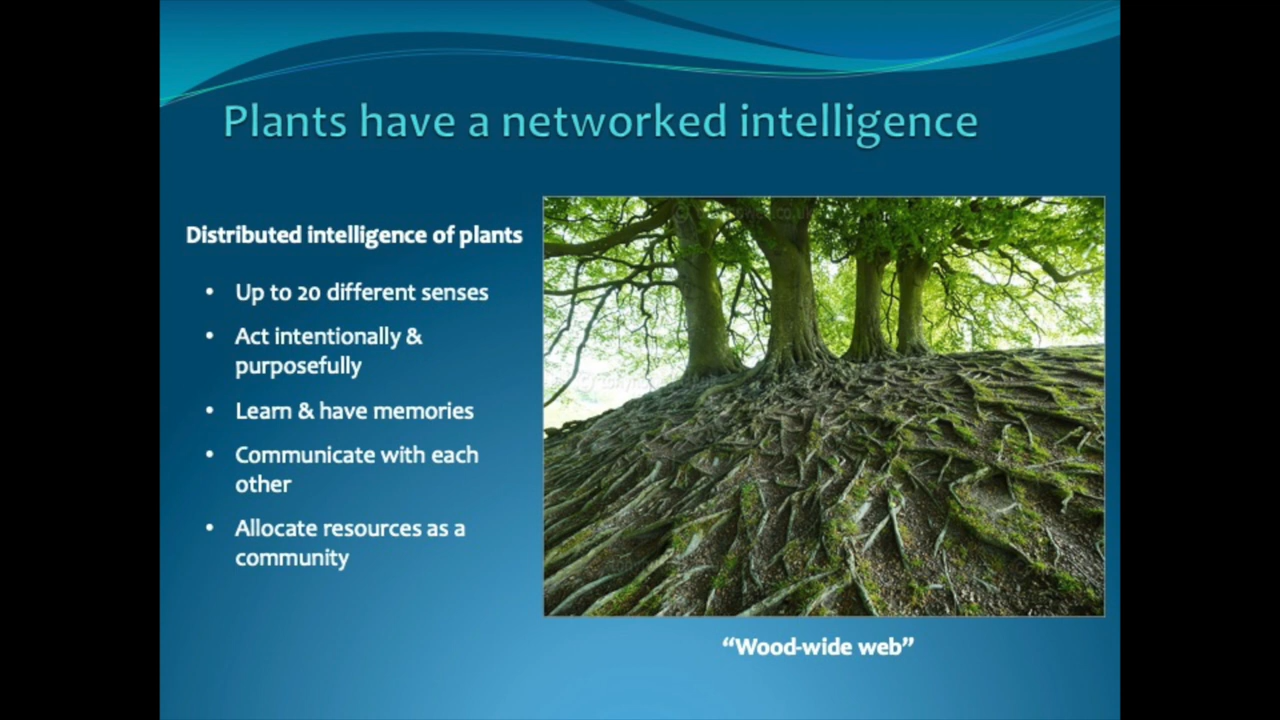 Plants have a networked intelligence
Distributed intelligence of plants
• Up to 20 different senses
• Act intentionally &
purposefully
• Learn & have memories
• Communicate with each
other
• Allocate resources as a
community
“Wood-wide web”